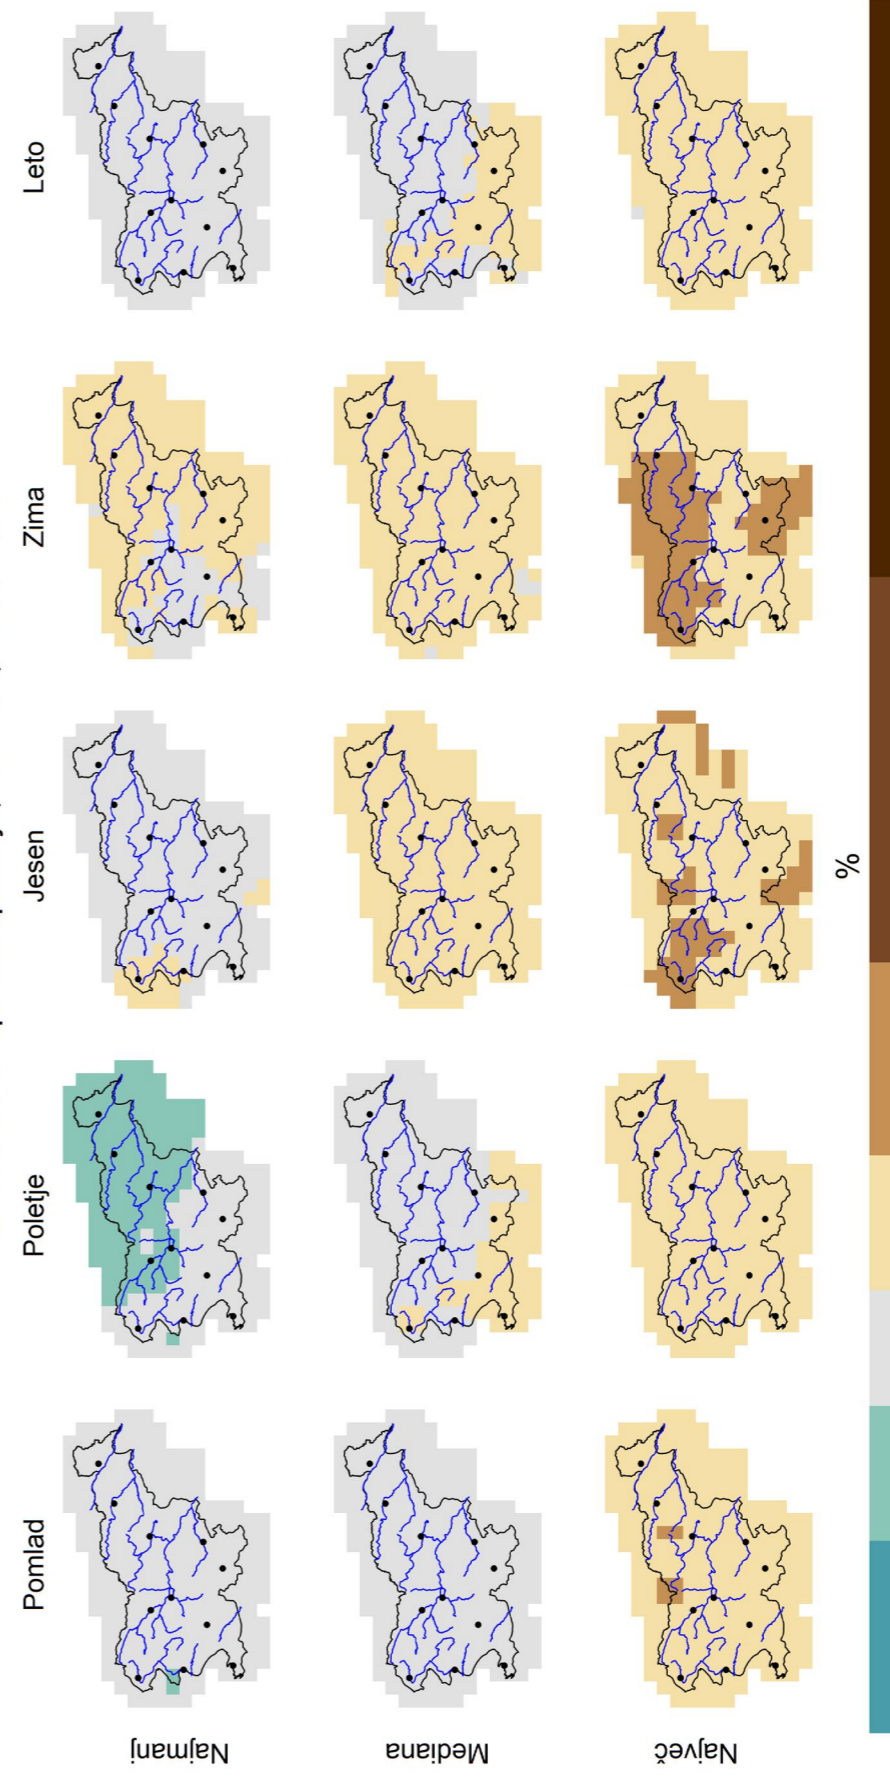 Pomlad
Poletje
Jesen
Zima
Leto
Najmanj
Mediana
Največ
%